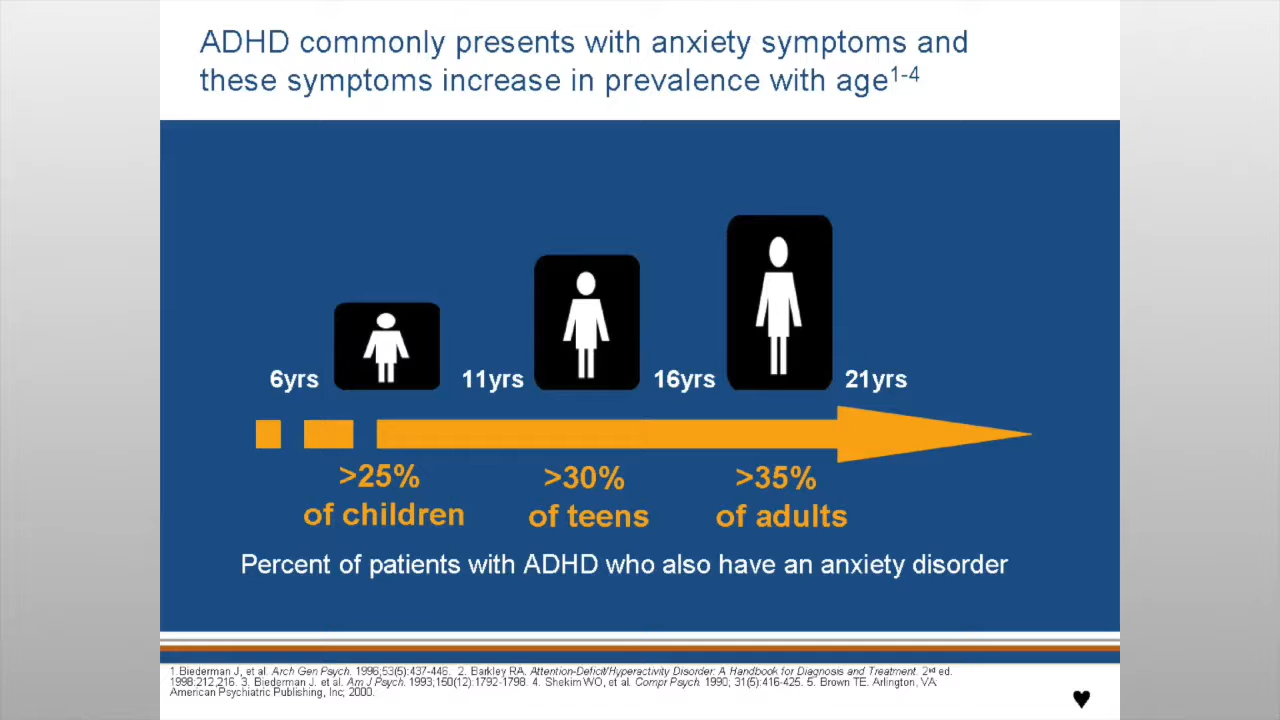 ADHD commonly presents with anxiety symptoms and
these symptoms increase in prevalence with age1-4
6yrs 11yrs 16yrs 21yrs
>25% >30% >35%
of children of teens of adults
Percent of patients with ADHD who also have an anxiety disorder
1 Biederman J, et al. Arch Gen Psych. 1996;53(5):437-446. 2. Barkley RA. Attention-Deficit/Hyperactivity Disorder: A Handbook for Diagnosis and Treatment. 2nd ed.
1998:212,216. 3. Biederman J. et al. Am J Psych. 1993;150(12):1792-1798. 4. Shekim WO, et al. Compr Psych. 1990; 31(5):416-425. 5. Brown TE. Arlington, VA:
American Psychiatric Publishing, Inc; 2000.